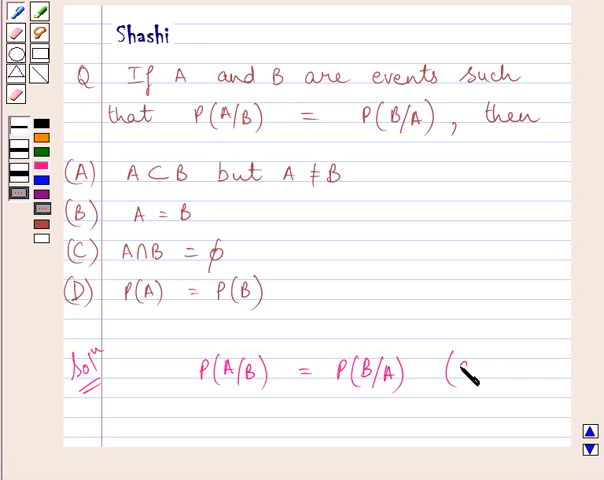 Shashi
Q If A and B are events such
that P(A/B) = P(B/A), then
(A) A⊂B but A ≠ B
(B) A = B
(C) A∩B = ϕ
(D) P(A) = P(B)
Solⁿ P(A/B) = P(B/A) (